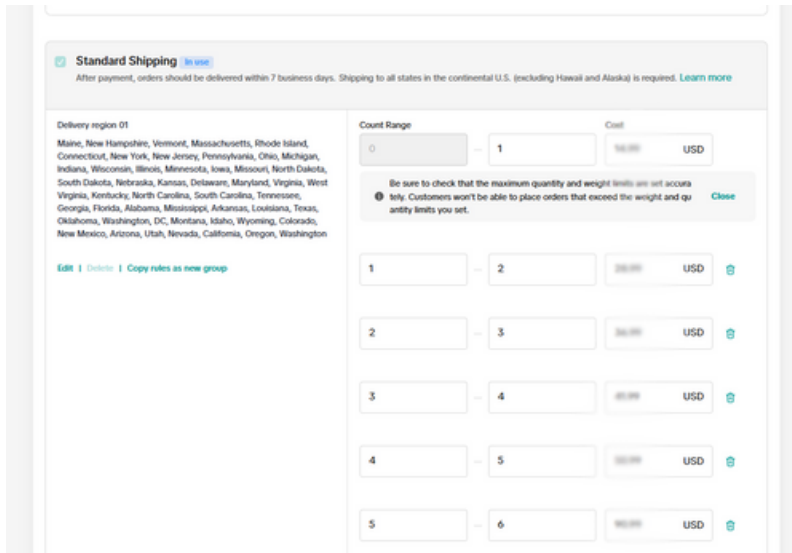 Standard Shipping In use
After payment, orders should be delivered within 7 business days. Shipping to all states in the continental U.S. (excluding Hawaii and Alaska) is required. Learn more
Delivery region 01
Maine, New Hampshire, Vermont, Massachusetts, Rhode Island,
Connecticut, New York, New Jersey, Pennsylvania, Ohio, Michigan,
Indiana, Wisconsin, Illinois, Minnesota, Iowa, Missouri, North Dakota,
South Dakota, Nebraska, Kansas, Delaware, Maryland, Virginia, West
Virginia, Kentucky, North Carolina, South Carolina, Tennessee,
Georgia, Florida, Alabama, Mississippi, Arkansas, Louisiana, Texas,
Oklahoma, Washington, DC, Montana, Idaho, Wyoming, Colorado,
New Mexico, Arizona, Utah, Nevada, California, Oregon, Washington
Edit | Delete | Copy rules as new group
Count Range Cost
0 – 1 USD
Be sure to check that the maximum quantity and weight limits are set accura
tely. Customers won't be able to place orders that exceed the weight and qu
antity limits you set.
Close
1 – 2 USD
2 – 3 USD
3 – 4 USD
4 – 5 USD
5 – 6 USD